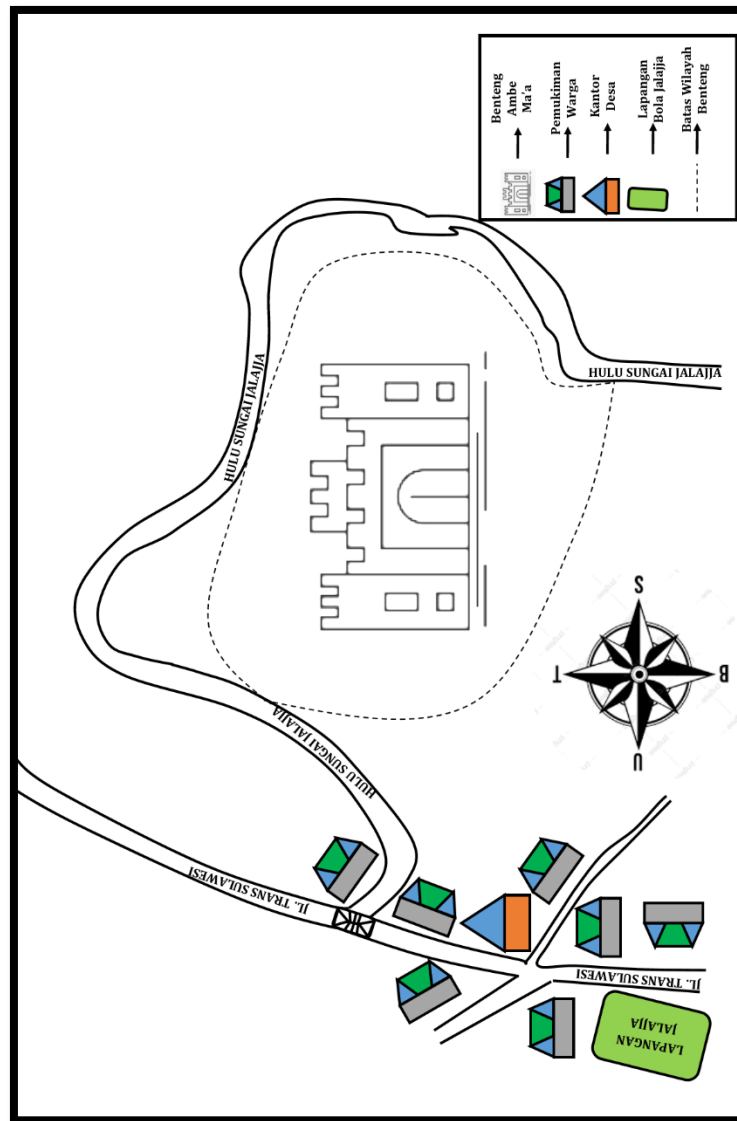 Benteng
Ambe
Ma'a
Pemukiman
Warga
Kantor
Desa
Lapangan
Bola Jalajja
Batas Wilayah
Benteng
HULU SUNGAI JALAJJA
HULU SUNGAI JALAJJA
HULU SUNGAI JALAJJA
S
T
B
U
JL. TRANS SULAWESI
JL. TRANS
SULAWESI
LAPANGAN
JALAJJA